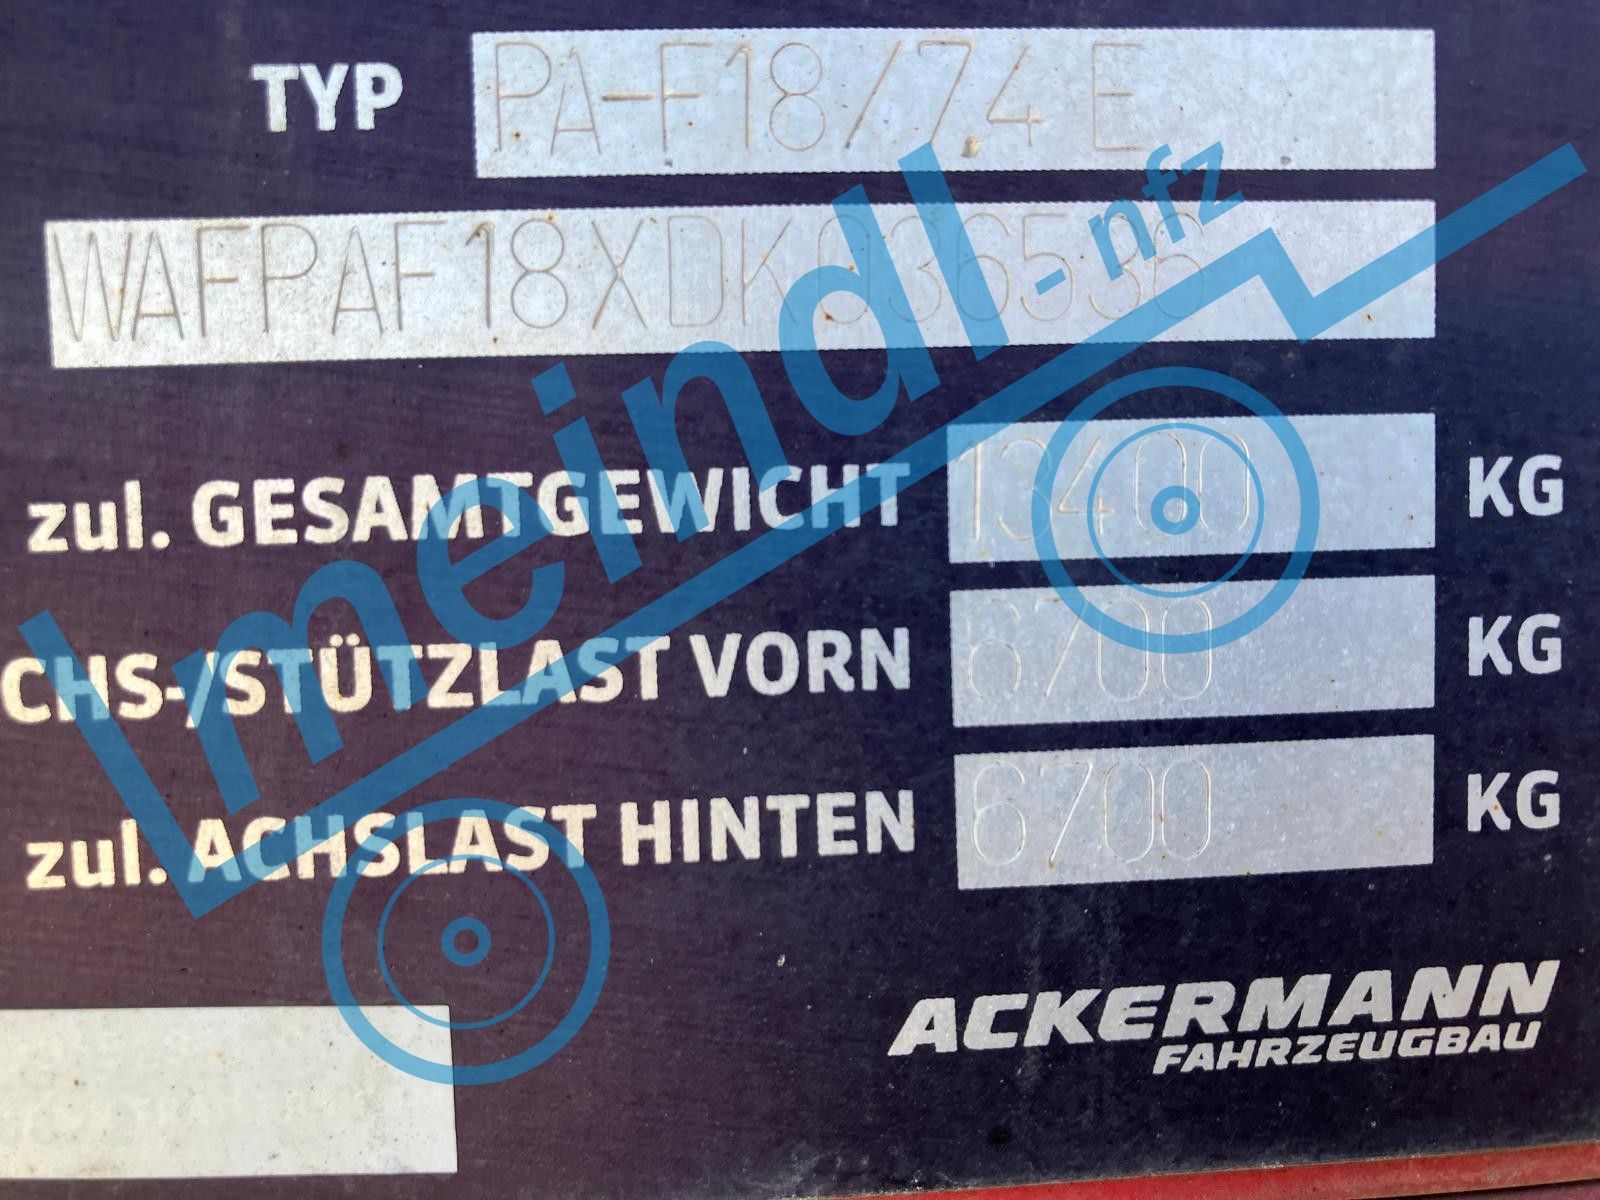 TYP PA-F18/7.4 E
WAFPAF18XDK036536
zul. GESAMTGEWICHT 13400 KG
CHS-/STÜTZLAST VORN 6700 KG
zul. ACHSLAST HINTEN 6700 KG
ACKERMANN
FAHRZEUGBAU
meindl - nfz